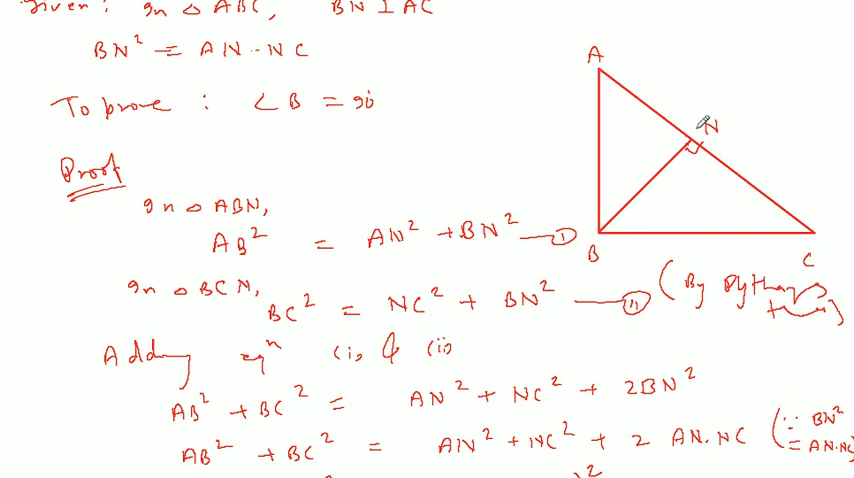 Given : In △ ABC, BN ⊥ AC
BN² = AN · NC
To prove : ∠B = 90
Proof
In △ ABN,
AB² = AN² + BN² — (i)
In △ BCN,
BC² = NC² + BN² — (ii) (By Pythagoras
Adding eqⁿ (i) & (ii)
AB² + BC² = AN² + NC² + 2BN²
AB² + BC² = AN² + NC² + 2 AN.NC (∵ BN²
= AN.NC)
A
N
B
C